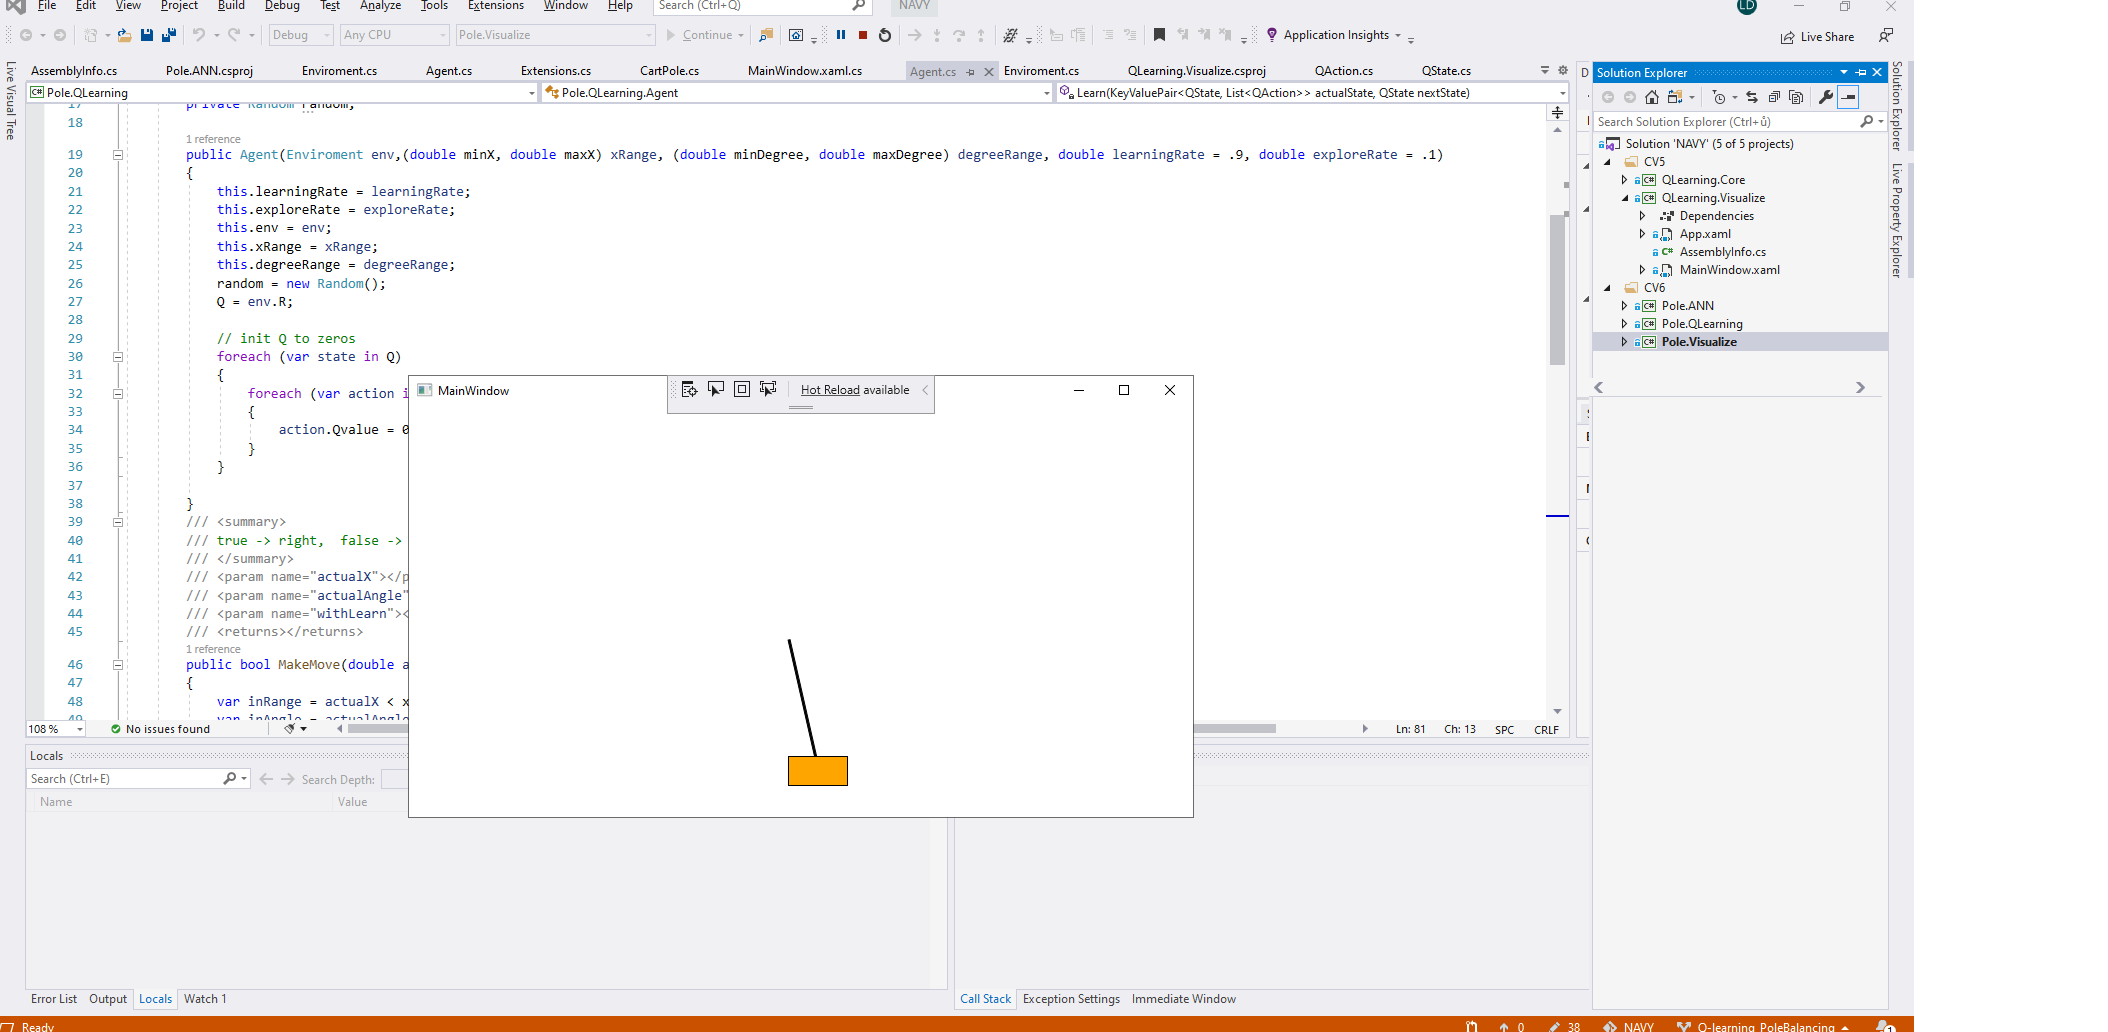 File Edit View Project Build Debug Test Analyze Tools Extensions Window Help Search (Ctrl+Q) NAVY LD
Debug Any CPU Pole.Visualize Continue Application Insights Live Share
AssemblyInfo.cs Pole.ANN.csproj Enviroment.cs Agent.cs Extensions.cs CartPole.cs MainWindow.xaml.cs Agent.cs Enviroment.cs QLearning.Visualize.csproj QAction.cs QState.cs
Pole.QLearning Pole.QLearning.Agent Learn(KeyValuePair<QState, List<QAction>> actualState, QState nextState)
17 private Random random;
18
1 reference
19 public Agent(Enviroment env,(double minX, double maxX) xRange, (double minDegree, double maxDegree) degreeRange, double learningRate = .9, double exploreRate = .1)
20 {
21 this.learningRate = learningRate;
22 this.exploreRate = exploreRate;
23 this.env = env;
24 this.xRange = xRange;
25 this.degreeRange = degreeRange;
26 random = new Random();
27 Q = env.R;
28
29 // init Q to zeros
30 foreach (var state in Q)
31 {
32 foreach (var action i
33 {
34 action.Qvalue = 0
35 }
36 }
37
38 }
39 /// <summary>
40 /// true -> right, false ->
41 /// </summary>
42 /// <param name="actualX"></p
43 /// <param name="actualAngle"
44 /// <param name="withLearn"><
45 /// <returns></returns>
1 reference
46 public bool MakeMove(double a
47 {
48 var inRange = actualX < x
49 var inAngle = actualAngle
108 % No issues found Ln: 81 Ch: 13 SPC CRLF
MainWindow Hot Reload available
Locals
Search (Ctrl+E) Search Depth:
Name Value
Error List Output Locals Watch 1
Call Stack Exception Settings Immediate Window
Live Visual Tree
Solution Explorer
Search Solution Explorer (Ctrl+ů)
Solution 'NAVY' (5 of 5 projects)
CV5
QLearning.Core
QLearning.Visualize
Dependencies
App.xaml
AssemblyInfo.cs
MainWindow.xaml
CV6
Pole.ANN
Pole.QLearning
Pole.Visualize
Solution Explorer
Live Property Explorer
Ready 0 38 NAVY Q-learning_PoleBalancing 1